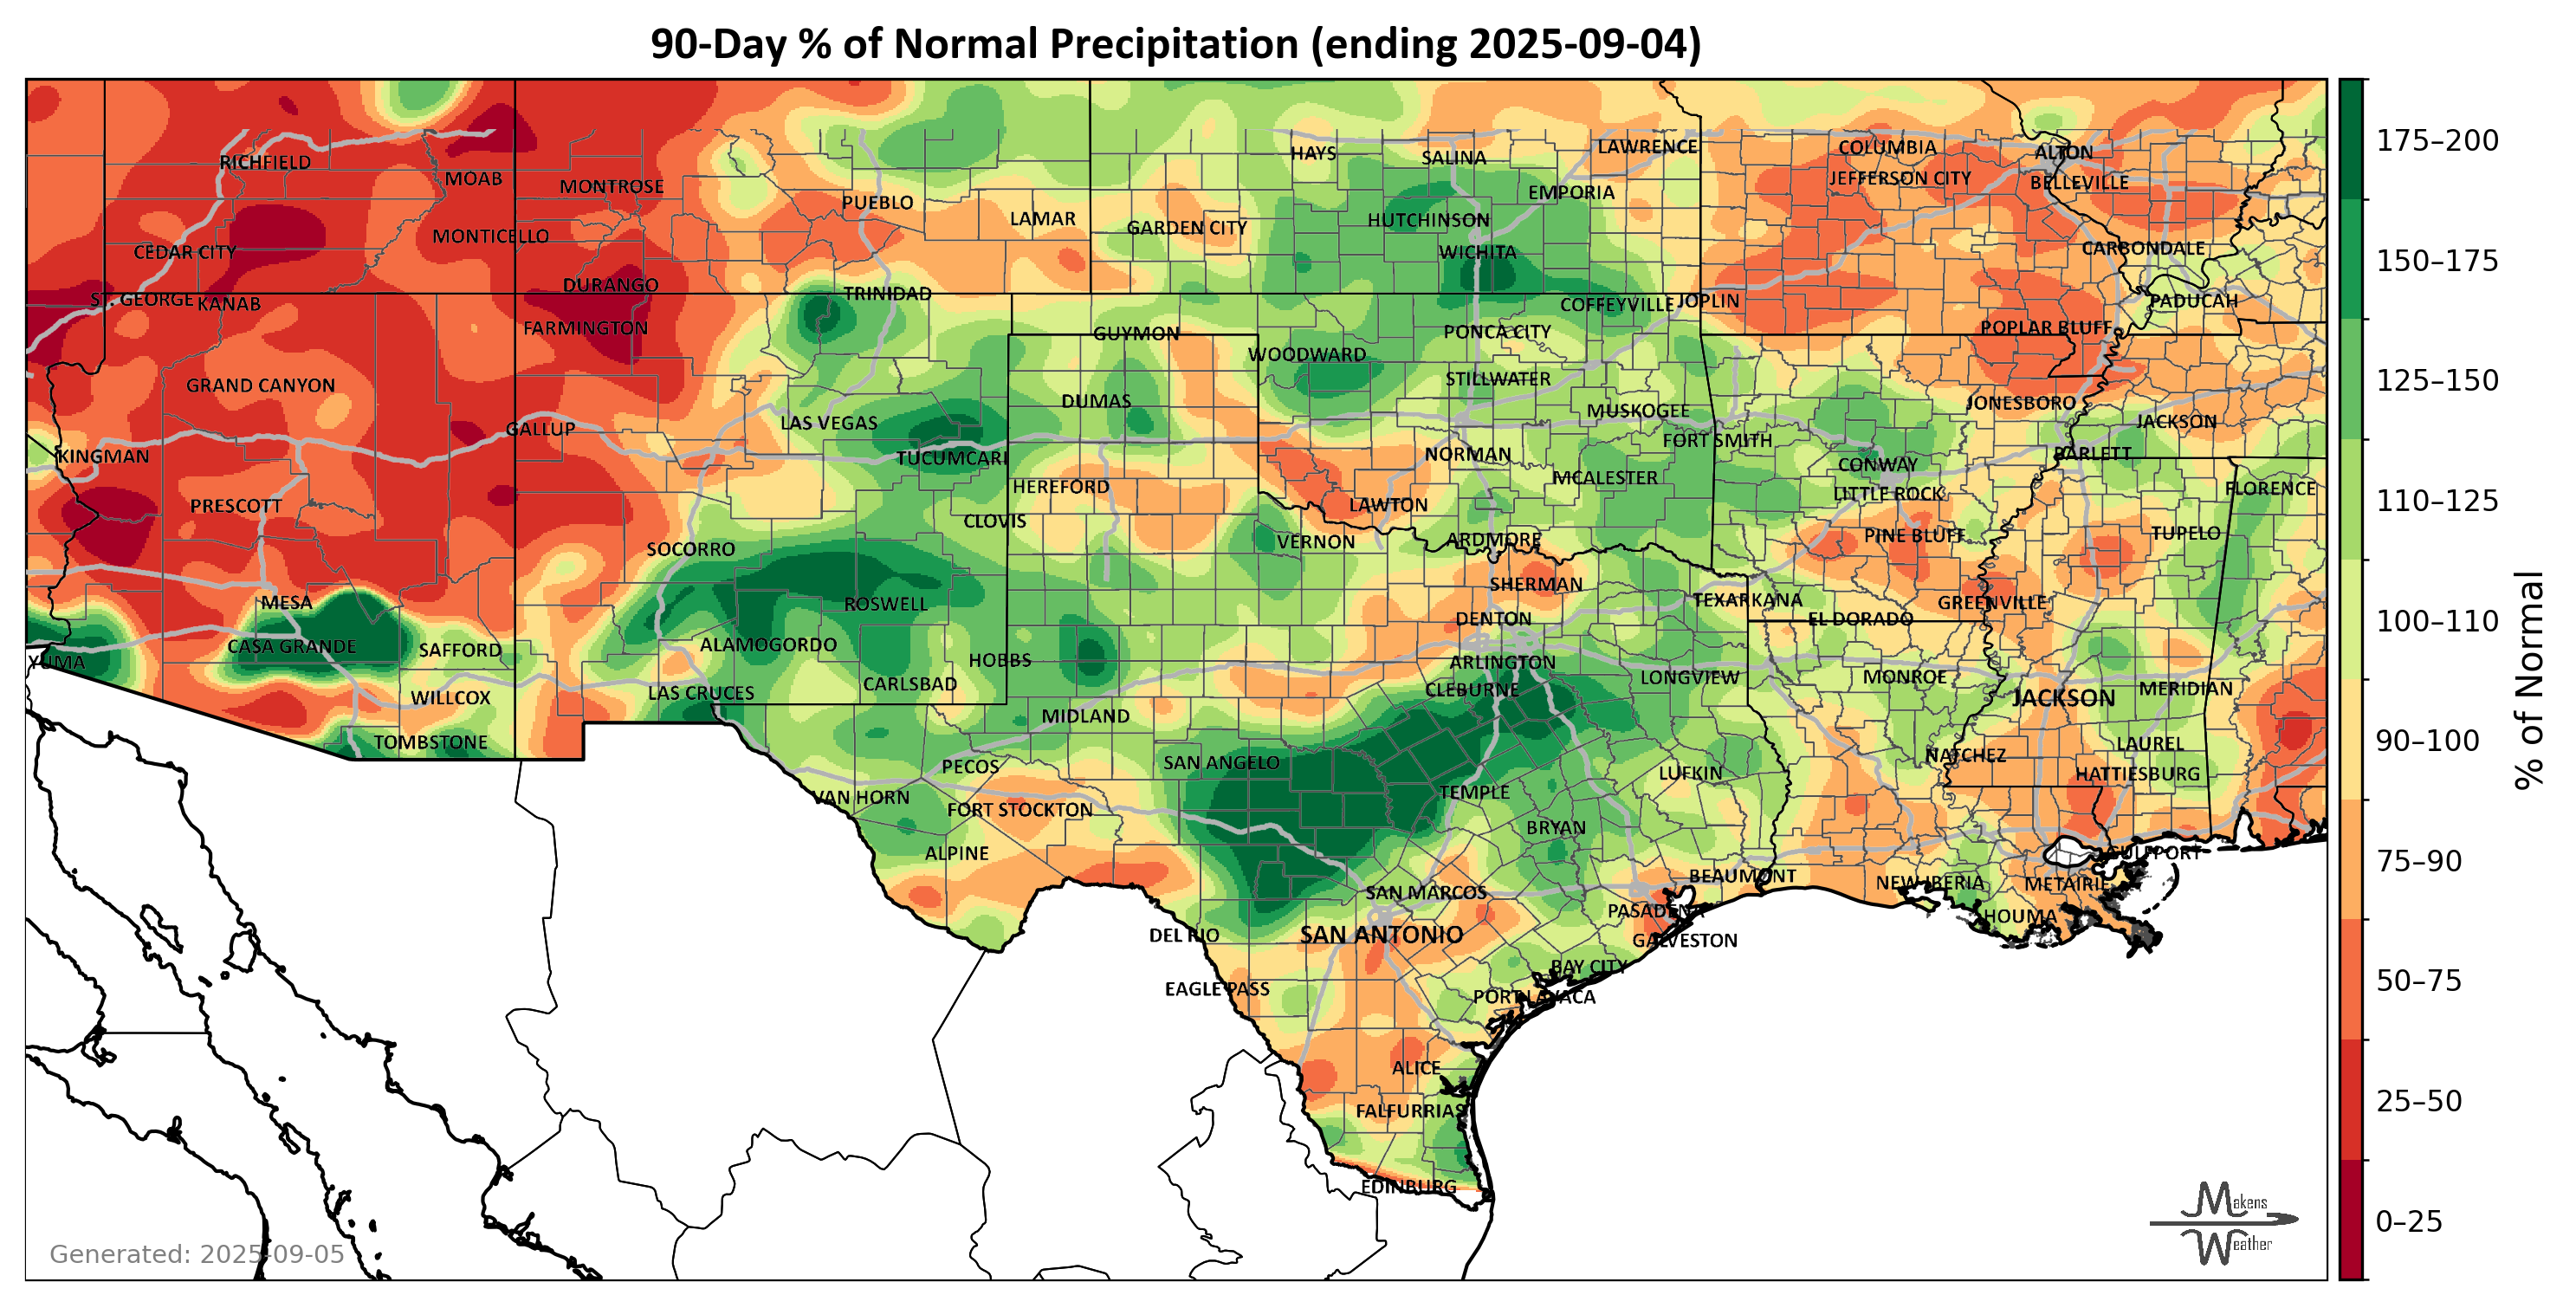 90-Day % of Normal Precipitation (ending 2025-09-04)
HAYS
SALINA
LAWRENCE
COLUMBIA
ALTON
RICHFIELD
MOAB
MONTROSE
EMPORIA
JEFFERSON CITY
BELLEVILLE
PUEBLO
LAMAR
GARDEN CITY
HUTCHINSON
MONTICELLO
CEDAR CITY
WICHITA
CARBONDALE
DURANGO
TRINIDAD
ST. GEORGE
KANAB
COFFEYVILLE
JOPLIN
PADUCAH
FARMINGTON
GUYMON
PONCA CITY
POPLAR BLUFF
WOODWARD
GRAND CANYON
STILLWATER
DUMAS
MUSKOGEE
JONESBORO
JACKSON
LAS VEGAS
GALLUP
FORT SMITH
KINGMAN
TUCUMCARI
NORMAN
CONWAY
BARLETT
HEREFORD
MCALESTER
LITTLE ROCK
FLORENCE
PRESCOTT
LAWTON
CLOVIS
PINE BLUFF
TUPELO
SOCORRO
VERNON
ARDMORE
SHERMAN
MESA
ROSWELL
TEXARKANA
GREENVILLE
DENTON
EL DORADO
CASA GRANDE
SAFFORD
ALAMOGORDO
HOBBS
ARLINGTON
YUMA
LAS CRUCES
CARLSBAD
CLEBURNE
LONGVIEW
MONROE
MERIDIAN
WILLCOX
JACKSON
MIDLAND
TOMBSTONE
LAUREL
NATCHEZ
PECOS
SAN ANGELO
LUFKIN
HATTIESBURG
VAN HORN
FORT STOCKTON
TEMPLE
BRYAN
ALPINE
GULFPORT
SAN MARCOS
BEAUMONT
NEW IBERIA
METAIRIE
PASADENA
HOUMA
DEL RIO
SAN ANTONIO
GALVESTON
BAY CITY
EAGLE PASS
PORT LAVACA
ALICE
FALFURRIAS
EDINBURG
175–200
150–175
125–150
110–125
100–110
90–100
75–90
50–75
25–50
0–25
% of Normal
Generated: 2025-09-05
Makens
Weather